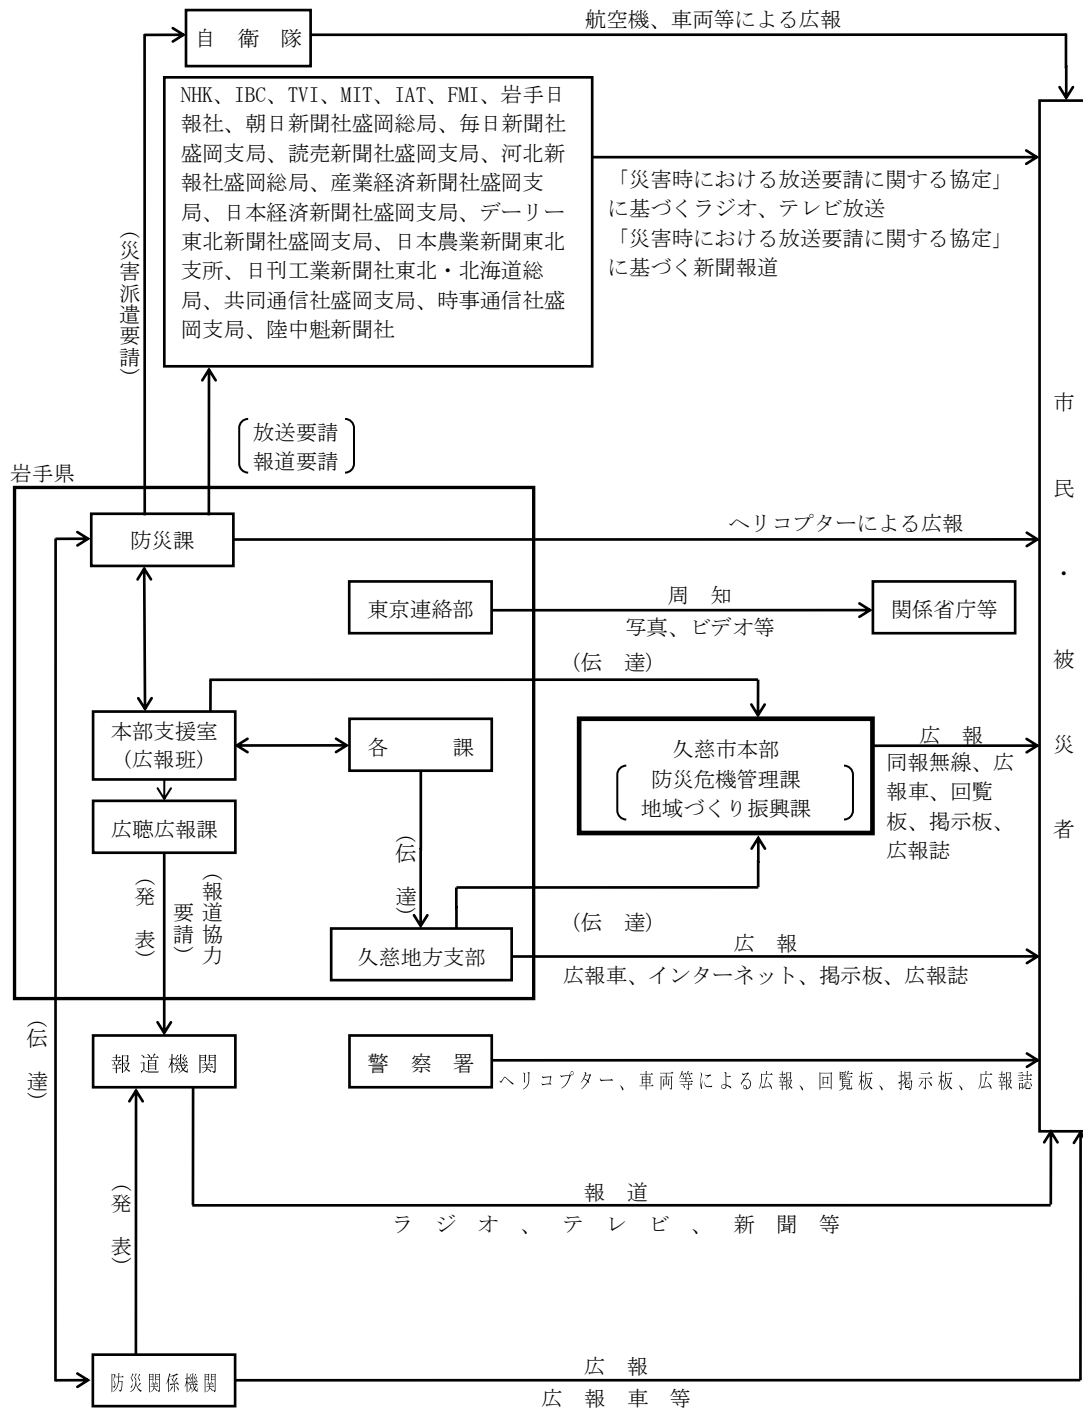 航空機、車両等による広報
自衛隊
NHK、IBC、TVI、MIT、IAT、FMI、岩手日
報社、朝日新聞社盛岡総局、毎日新聞社
盛岡支局、読売新聞社盛岡支局、河北新
報社盛岡総局、産業経済新聞社盛岡支
局、日本経済新聞社盛岡支局、デーリー
東北新聞社盛岡支局、日本農業新聞東北
支所、日刊工業新聞社東北・北海道総
局、共同通信社盛岡支局、時事通信社盛
岡支局、陸中魁新聞社
「災害時における放送要請に関する協定」
に基づくラジオ、テレビ放送
「災害時における放送要請に関する協定」
に基づく新聞報道
(災害派遣要請)
放送要請
報道要請
市民・被災者
岩手県
防災課
ヘリコプターによる広報
東京連絡部
周知
写真、ビデオ等
関係省庁等
(伝達)
本部支援室
(広報班)
各課
久慈市本部
防災危機管理課
地域づくり振興課
広報
同報無線、広
報車、回覧
板、掲示板、
広報誌
広聴広報課
(伝達)
(発表)
(報道協力
要請)
(伝達)
久慈地方支部
広報
広報車、インターネット、掲示板、広報誌
(伝達)
報道機関
警察署
ヘリコプター、車両等による広報、回覧板、掲示板、広報誌
(発表)
報道
ラジオ、テレビ、新聞等
防災関係機関
広報
広報車等